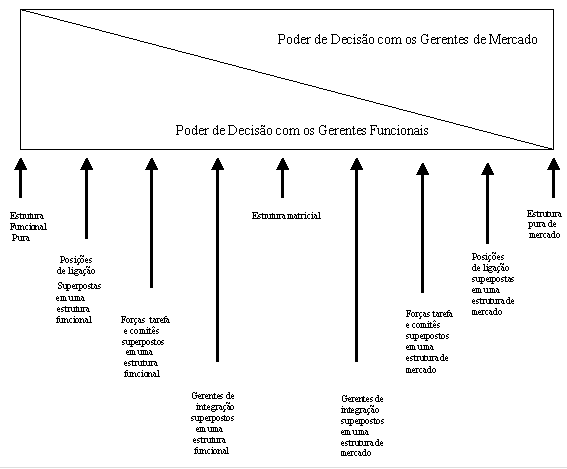 Poder de Decisão com os Gerentes de Mercado
Poder de Decisão com os Gerentes Funcionais
Estrutura
Funcional
Pura
Posições
de ligação
Superpostas
em uma
estrutura
funcional
Forças tarefa
e comitês
superpostos
em uma
estrutura
funcional
Gerentes de
integração
superpostos
em uma
estrutura
funcional
Estrutura matricial
Gerentes de
integração
superpostos
em uma
estrutura de
mercado
Forças tarefa e
comitês
superpostos
em uma
estrutura de
mercado
Posições
de ligação
superpostas
em uma
estrutura de
mercado
Estrutura
pura de
mercado